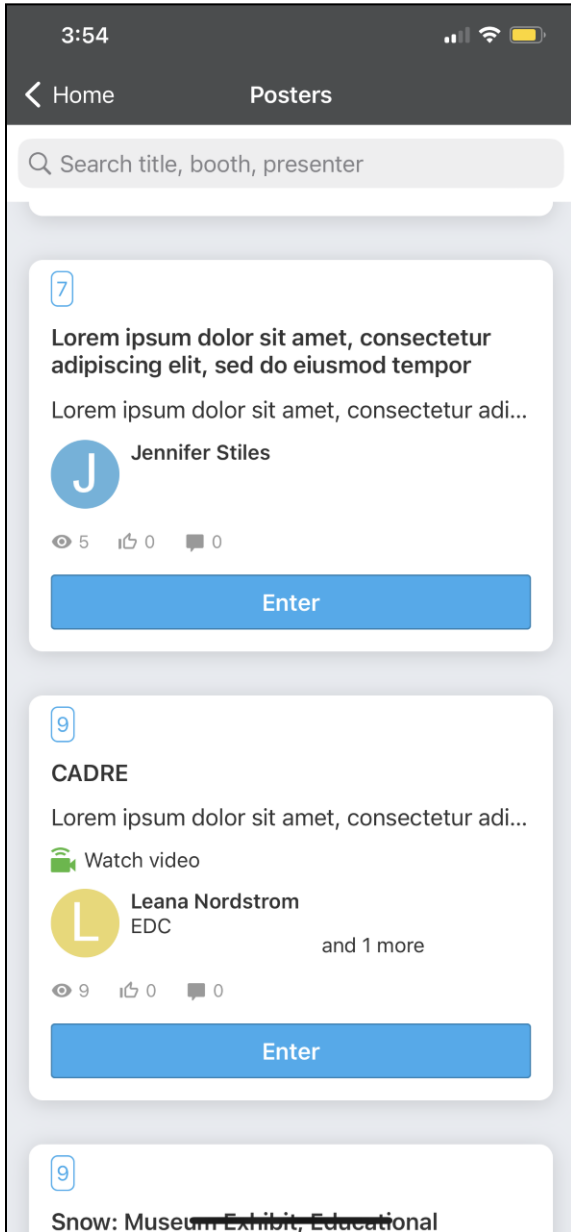 3:54
Home
Posters
Search title, booth, presenter
7
Lorem ipsum dolor sit amet, consectetur
adipiscing elit, sed do eiusmod tempor
Lorem ipsum dolor sit amet, consectetur adi...
J
Jennifer Stiles
5 0 0
Enter
9
CADRE
Lorem ipsum dolor sit amet, consectetur adi...
Watch video
L
Leana Nordstrom
EDC
and 1 more
9 0 0
Enter
9
Snow: Museum Exhibit, Educational